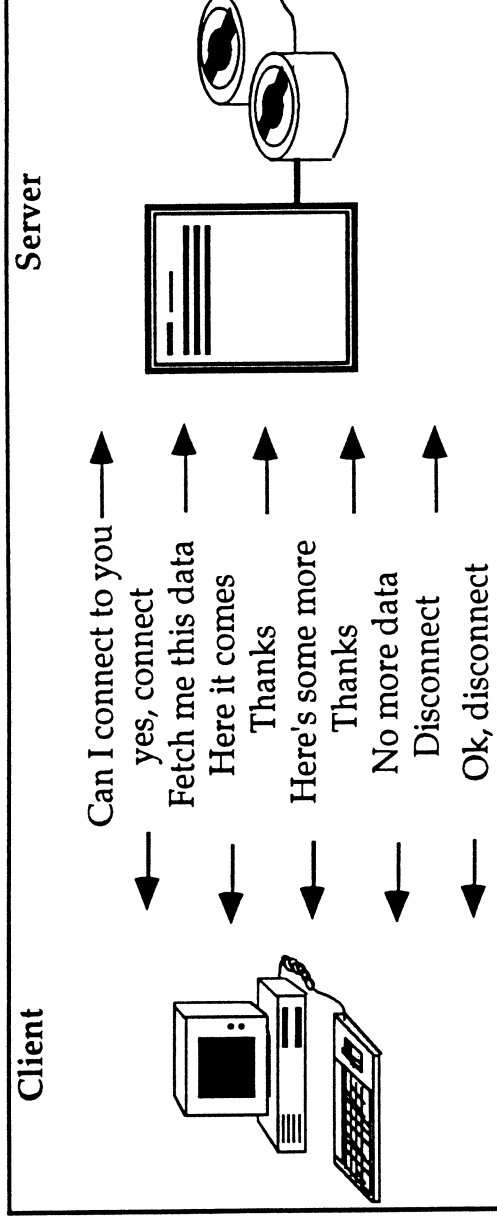 Client
Server
Can I connect to you
yes, connect
Fetch me this data
Here it comes
Thanks
Here's some more
Thanks
No more data
Disconnect
Ok, disconnect